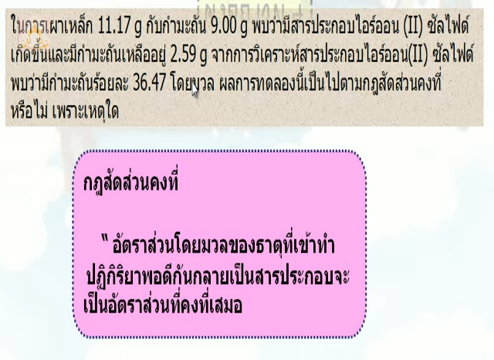 ในการเผาเหล็ก 11.17 g กับกำมะถัน 9.00 g พบว่ามีสารประกอบไอร์ออน (II) ซัลไฟด์
เกิดขึ้นและมีกำมะถันเหลืออยู่ 2.59 g จากการวิเคราะห์สารประกอบไอร์ออน(II) ซัลไฟด์
พบว่ามีกำมะถันร้อยละ 36.47 โดยมวล ผลการทดลองนี้เป็นไปตามกฎสัดส่วนคงที่
หรือไม่ เพราะเหตุใด
กฎสัดส่วนคงที่
“ อัตราส่วนโดยมวลของธาตุที่เข้าทำ
ปฏิกิริยาพอดีกันกลายเป็นสารประกอบจะ
เป็นอัตราส่วนที่คงที่เสมอ